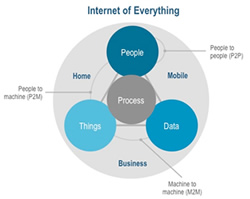 Internet of Everything
People
People to
people (P2P)
Home
Mobile
People to
machine (P2M)
Process
Things
Data
Business
Machine to
machine (M2M)